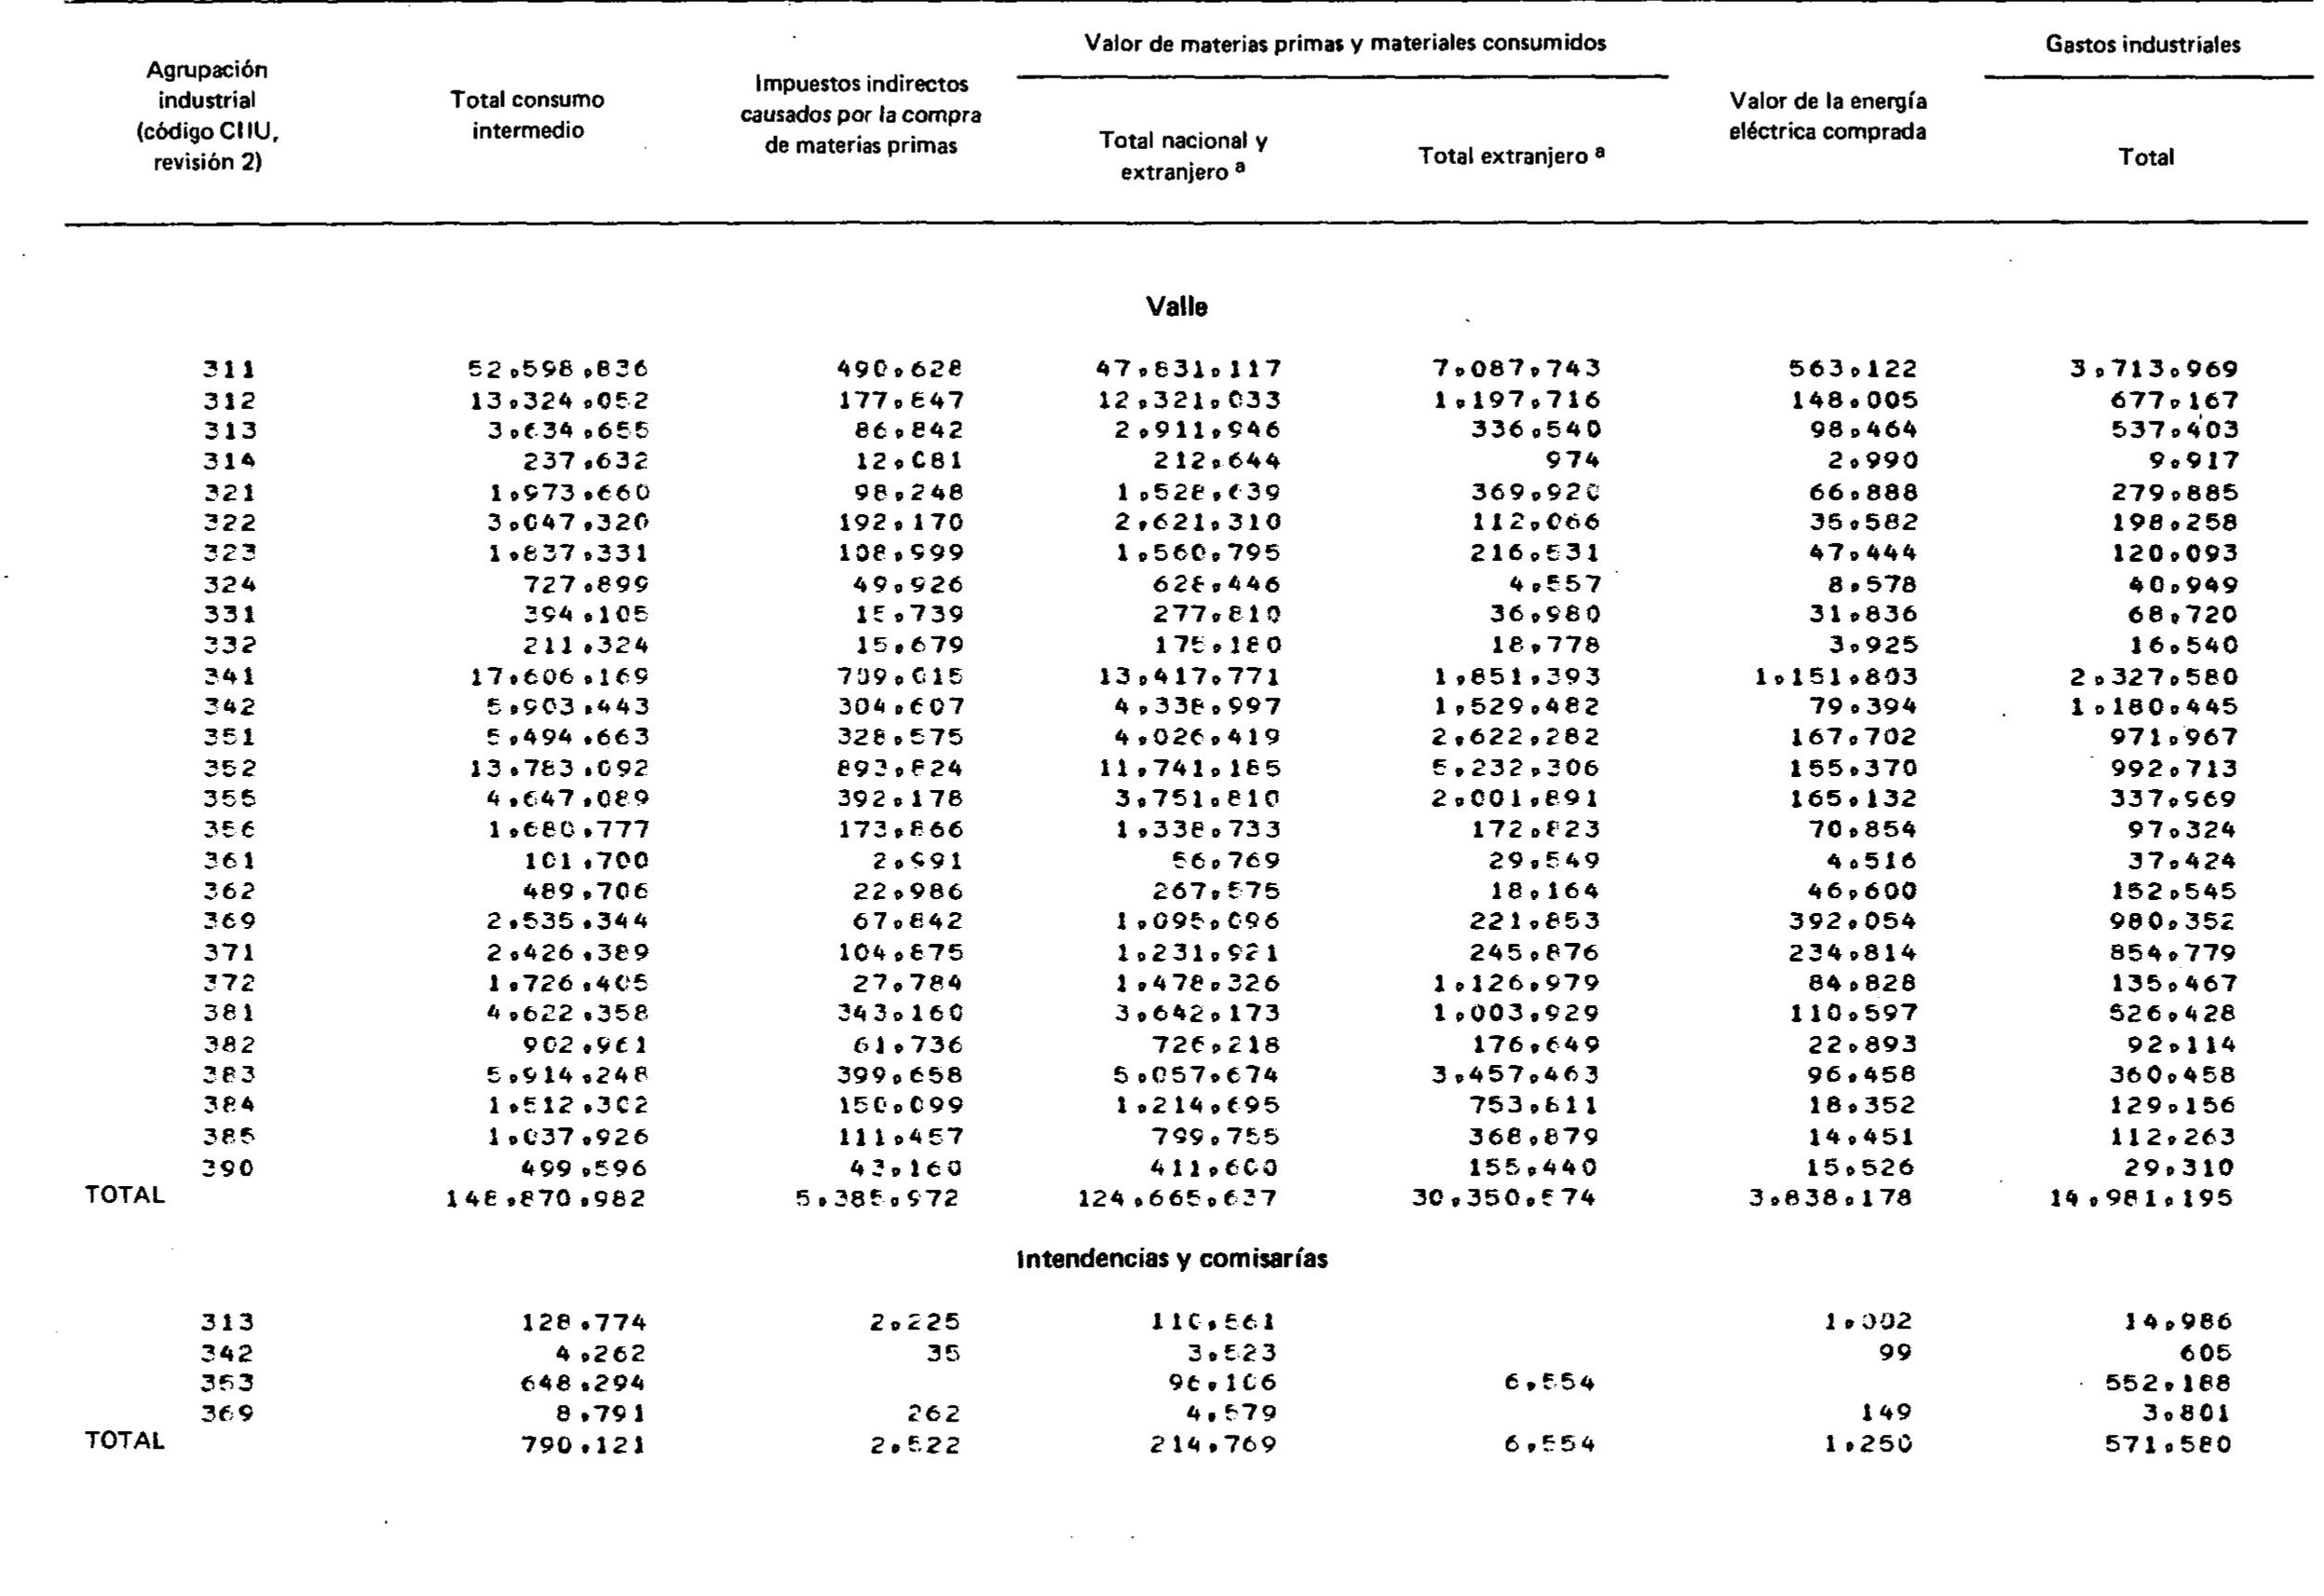 Valor de materias primas y materiales consumidos Gastos industriales
Agrupación
industrial
(código CIIU,
revisión 2)
Total consumo
intermedio
Impuestos indirectos
causados por la compra
de materias primas
Total nacional y
extranjero a
Total extranjero a
Valor de la energía
eléctrica comprada
Total
Valle
311 52,598,836 490,628 47,831,117 7,087,743 563,122 3,713,969
312 13,324,052 177,847 12,321,033 1,197,716 148,005 677,167
313 3,634,655 86,842 2,911,946 336,540 98,464 537,403
314 237,632 12,081 212,644 974 2,990 9,917
321 1,973,660 98,248 1,528,639 369,920 66,888 279,885
322 3,047,320 192,170 2,621,310 112,066 35,582 198,258
323 1,837,331 108,999 1,560,795 216,531 47,444 120,093
324 727,899 49,926 628,446 4,557 8,578 40,949
331 394,105 15,739 277,810 36,980 31,836 68,720
332 211,324 15,679 175,180 18,778 3,925 16,540
341 17,606,169 709,015 13,417,771 1,851,393 1,151,803 2,327,580
342 5,903,443 304,607 4,338,997 1,529,482 79,394 1,180,445
351 5,494,663 328,575 4,026,419 2,622,282 167,702 971,967
352 13,783,092 893,824 11,741,185 5,232,306 155,370 992,713
355 4,647,089 392,178 3,751,810 2,001,891 165,132 337,969
356 1,680,777 173,866 1,338,733 172,823 70,854 97,324
361 101,700 2,991 56,769 29,549 4,516 37,424
362 489,706 22,986 267,575 18,164 46,600 152,545
369 2,535,344 67,842 1,095,096 221,853 392,054 980,352
371 2,426,389 104,875 1,231,921 245,876 234,814 854,779
372 1,726,405 27,784 1,478,326 1,126,979 84,828 135,467
381 4,622,358 343,160 3,642,173 1,003,929 110,597 526,428
382 902,961 61,736 726,218 176,649 22,893 92,114
383 5,914,248 399,658 5,057,674 3,457,463 96,458 360,458
384 1,512,302 150,099 1,214,695 753,611 18,352 129,156
385 1,037,926 111,457 799,755 368,879 14,451 112,263
390 499,596 43,160 411,600 155,440 15,526 29,310
TOTAL 148,870,982 5,385,972 124,665,637 30,350,574 3,838,178 14,981,195
Intendencias y comisarías
313 128,774 2,225 110,561 1,002 14,986
342 4,262 35 3,523 99 605
353 648,294 96,106 6,554 552,188
369 8,791 262 4,579 149 3,801
TOTAL 790,121 2,522 214,769 6,554 1,250 571,580